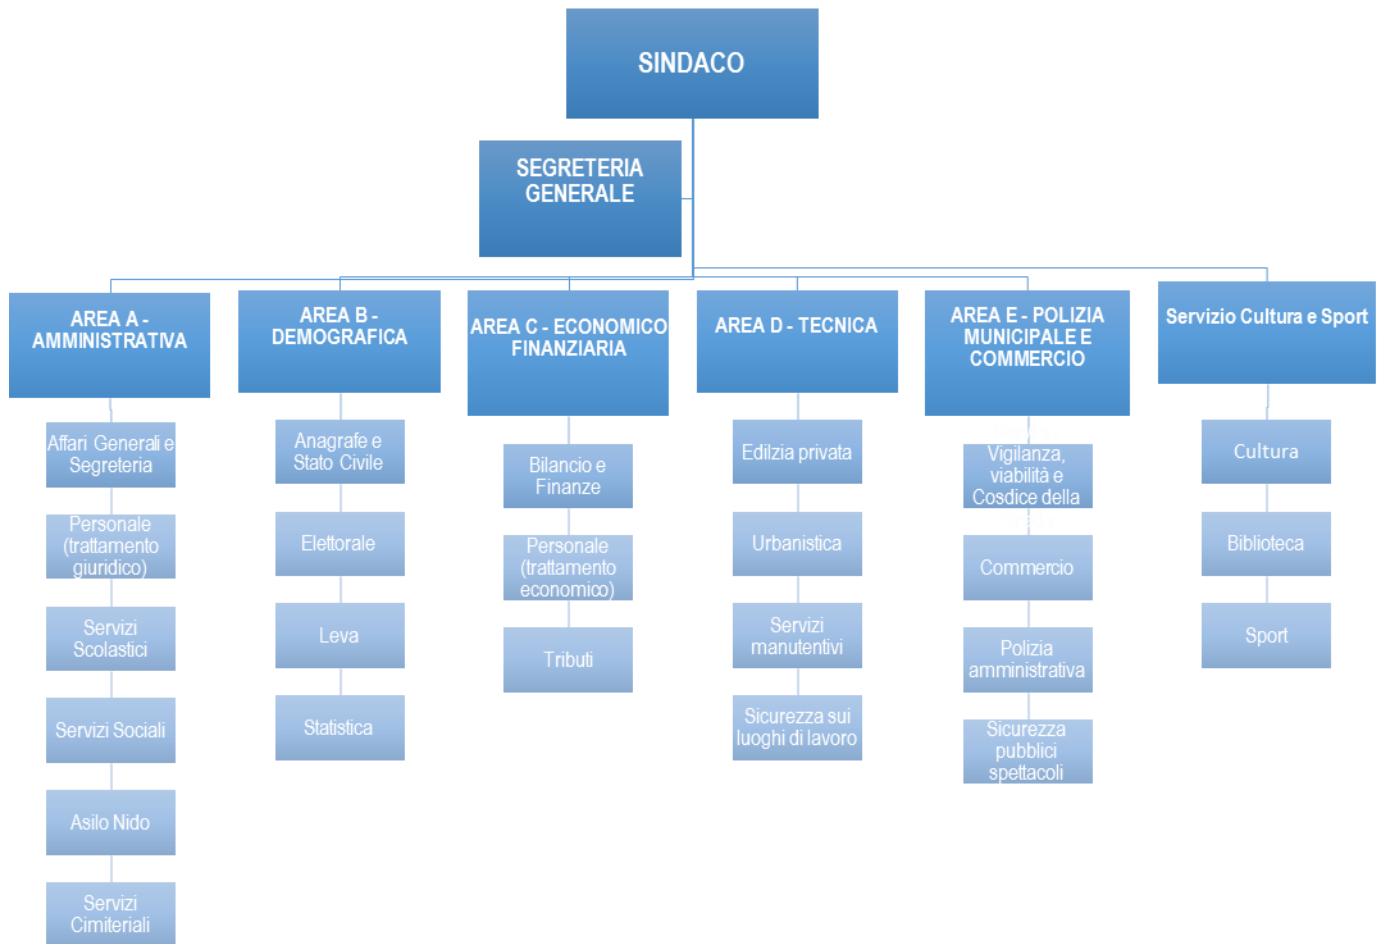 SINDACO
SEGRETERIA
GENERALE
AREA A -
AMMINISTRATIVA
Affari Generali e
Segreteria
Personale
(trattamento
giuridico)
Servizi
Scolastici
Servizi Sociali
Asilo Nido
Servizi
Cimiteriali
AREA B -
DEMOGRAFICA
Anagrafe e
Stato Civile
Elettorale
Leva
Statistica
AREA C - ECONOMICO
FINANZIARIA
Bilancio e
Finanze
Personale
(trattamento
economico)
Tributi
AREA D - TECNICA
Edilzia privata
Urbanistica
Servizi
manutentivi
Sicurezza sui
luoghi di lavoro
AREA E - POLIZIA
MUNICIPALE E
COMMERCIO
Vigilanza,
viabilità e
Cosdice della
Commercio
Polizia
amministrativa
Sicurezza
pubblici
spettacoli
Servizio Cultura e Sport
Cultura
Biblioteca
Sport